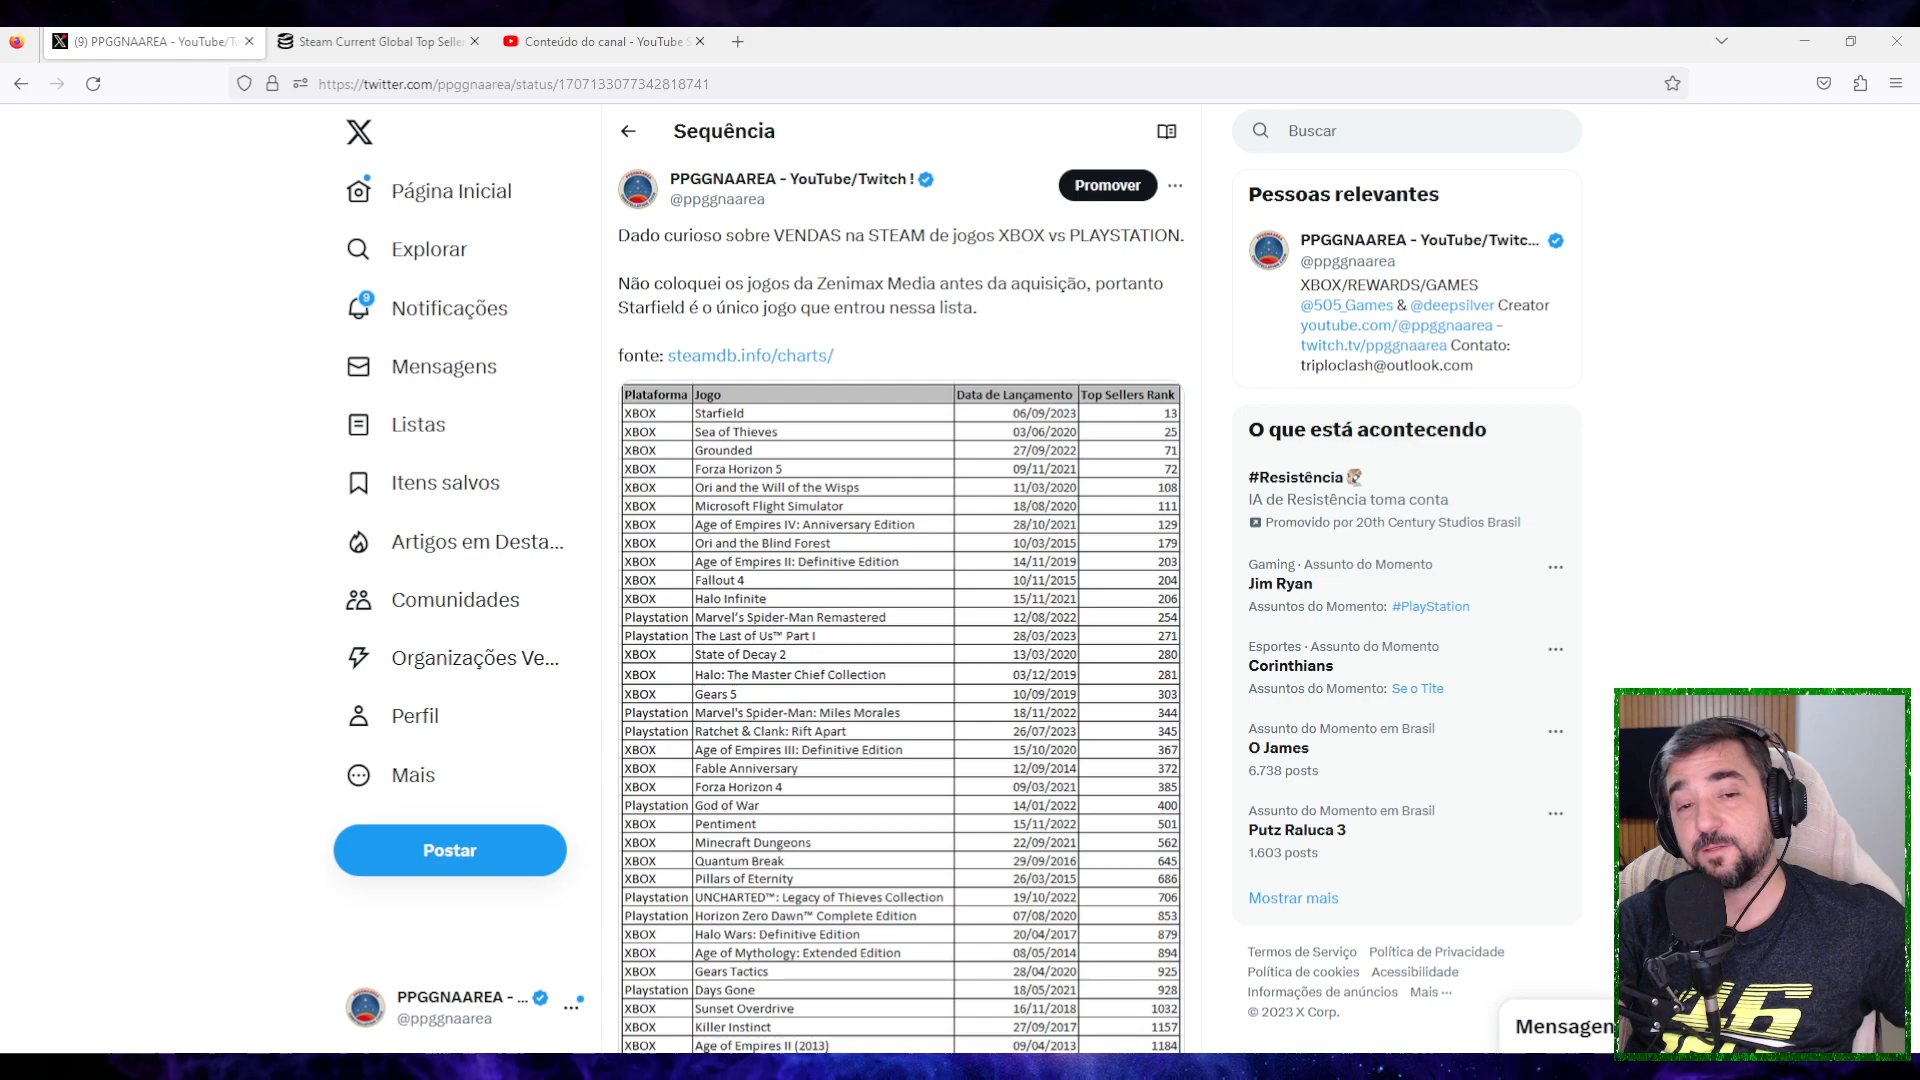 (9) PPGGNAAREA - YouTube/Tw
Steam Current Global Top Seller
Conteúdo do canal - YouTube S
https://twitter.com/ppggnaarea/status/1707133077342818741
Página Inicial
Explorar
9
Notificações
Mensagens
Listas
Itens salvos
Artigos em Desta...
Comunidades
Organizações Ve...
Perfil
Mais
Postar
PPGGNAAREA - ...
@ppggnaarea
Sequência
PPGGNAAREA - YouTube/Twitch !
@ppggnaarea
Promover
Dado curioso sobre VENDAS na STEAM de jogos XBOX vs PLAYSTATION.
Não coloquei os jogos da Zenimax Media antes da aquisição, portanto
Starfield é o único jogo que entrou nessa lista.
fonte: steamdb.info/charts/
Plataforma Jogo Data de Lançamento Top Sellers Rank
XBOX Starfield 06/09/2023 13
XBOX Sea of Thieves 03/06/2020 25
XBOX Grounded 27/09/2022 71
XBOX Forza Horizon 5 09/11/2021 72
XBOX Ori and the Will of the Wisps 11/03/2020 108
XBOX Microsoft Flight Simulator 18/08/2020 111
XBOX Age of Empires IV: Anniversary Edition 28/10/2021 129
XBOX Ori and the Blind Forest 10/03/2015 179
XBOX Age of Empires II: Definitive Edition 14/11/2019 203
XBOX Fallout 4 10/11/2015 204
XBOX Halo Infinite 15/11/2021 206
Playstation Marvel's Spider-Man Remastered 12/08/2022 254
Playstation The Last of Us™ Part I 28/03/2023 271
XBOX State of Decay 2 13/03/2020 280
XBOX Halo: The Master Chief Collection 03/12/2019 281
XBOX Gears 5 10/09/2019 303
Playstation Marvel's Spider-Man: Miles Morales 18/11/2022 344
Playstation Ratchet & Clank: Rift Apart 26/07/2023 345
XBOX Age of Empires III: Definitive Edition 15/10/2020 367
XBOX Fable Anniversary 12/09/2014 372
XBOX Forza Horizon 4 09/03/2021 385
Playstation God of War 14/01/2022 400
XBOX Pentiment 15/11/2022 501
XBOX Minecraft Dungeons 22/09/2021 562
XBOX Quantum Break 29/09/2016 645
XBOX Pillars of Eternity 26/03/2015 686
Playstation UNCHARTED™: Legacy of Thieves Collection 19/10/2022 706
Playstation Horizon Zero Dawn™ Complete Edition 07/08/2020 853
XBOX Halo Wars: Definitive Edition 20/04/2017 879
XBOX Age of Mythology: Extended Edition 08/05/2014 894
XBOX Gears Tactics 28/04/2020 925
Playstation Days Gone 18/05/2021 928
XBOX Sunset Overdrive 16/11/2018 1032
XBOX Killer Instinct 27/09/2017 1157
XBOX Age of Empires II (2013) 09/04/2013 1184
Buscar
Pessoas relevantes
PPGGNAAREA - YouTube/Twitc...
@ppggnaarea
XBOX/REWARDS/GAMES
@505_Games & @deepsilver Creator
youtube.com/@ppggnaarea -
twitch.tv/ppggnaarea Contato:
triploclash@outlook.com
O que está acontecendo
#Resistência
IA de Resistência toma conta
Promovido por 20th Century Studios Brasil
Gaming · Assunto do Momento
Jim Ryan
Assuntos do Momento: #PlayStation
Esportes · Assunto do Momento
Corinthians
Assuntos do Momento: Se o Tite
Assunto do Momento em Brasil
O James
6.738 posts
Assunto do Momento em Brasil
Putz Raluca 3
1.603 posts
Mostrar mais
Termos de Serviço Política de Privacidade
Política de cookies Acessibilidade
Informações de anúncios Mais ...
© 2023 X Corp.
Mensagen
46